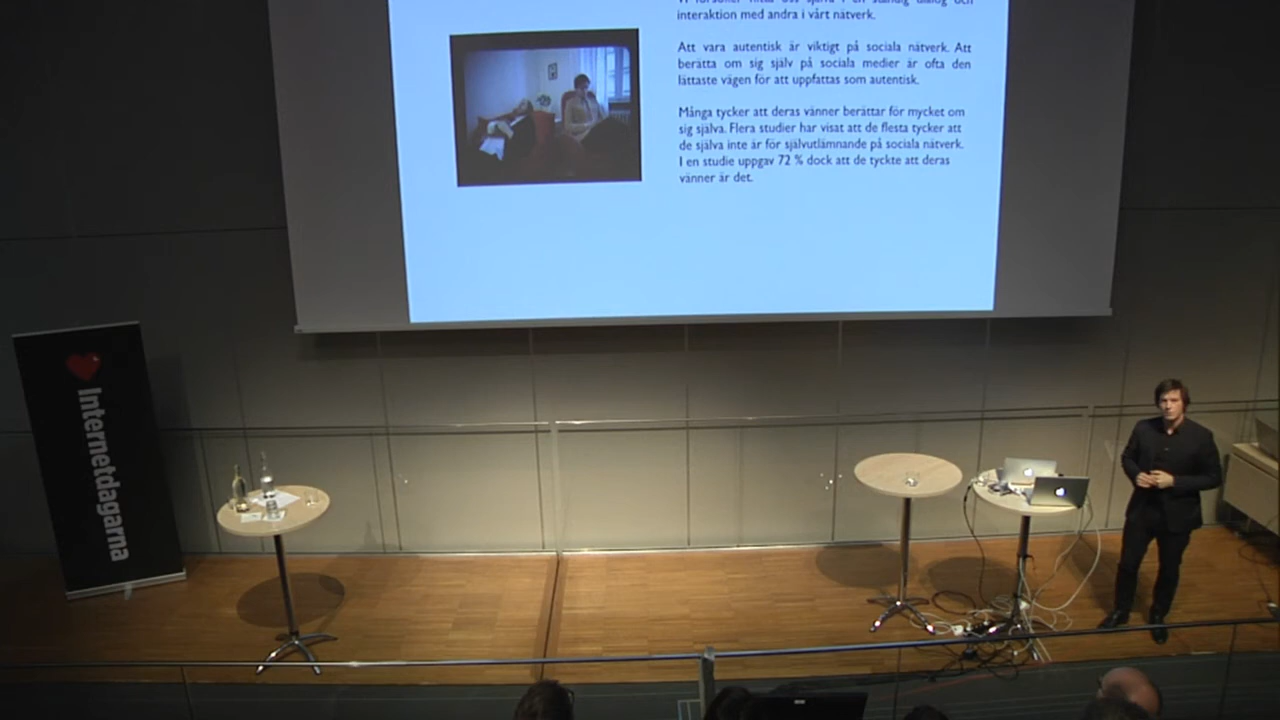 interaktion med andra i vårt nätverk.
Att vara autentisk är viktigt på sociala nätverk. Att
berätta om sig själv på sociala medier är ofta den
lättaste vägen för att uppfattas som autentisk.
Många tycker att deras vänner berättar för mycket om
sig själva. Flera studier har visat att de flesta tycker att
de själva inte är för självutlämnande på sociala nätverk.
I en studie uppgav 72 % dock att de tyckte att deras
vänner är det.
Internetdagarna